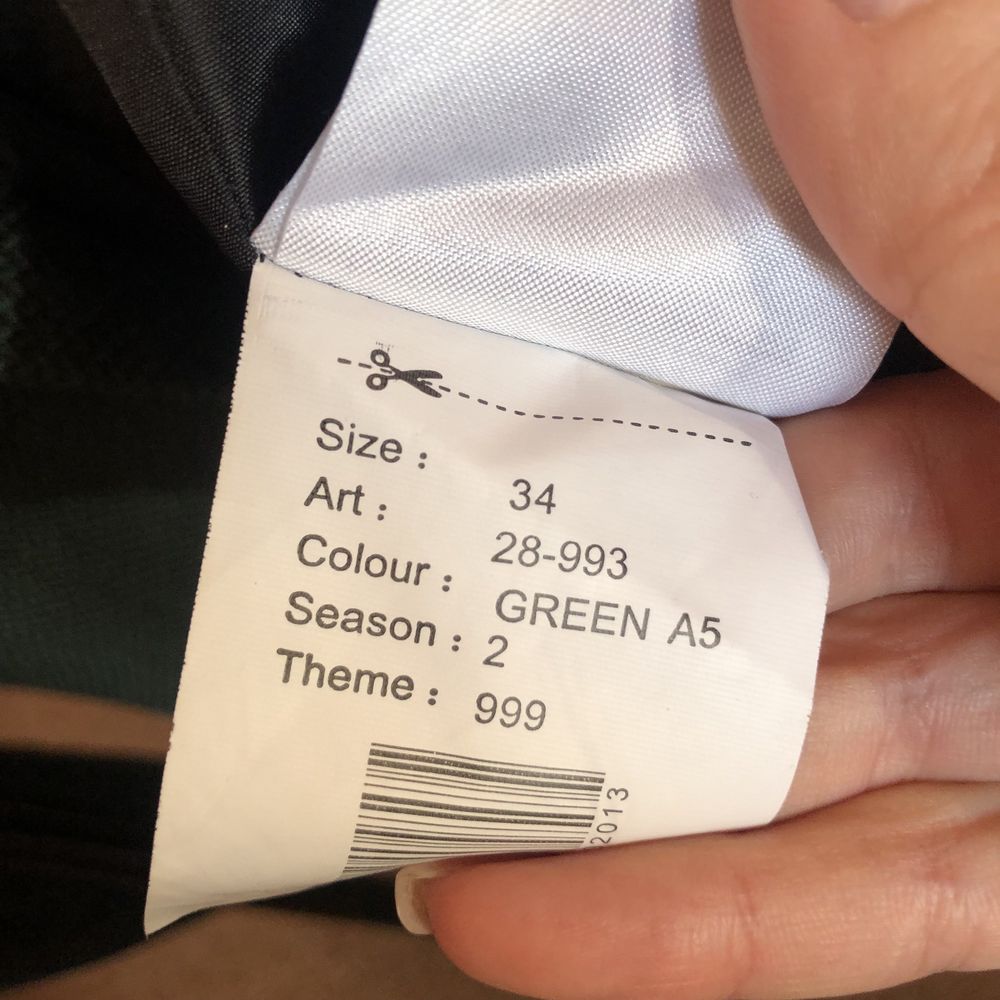 Size : 34
Art : 28-993
Colour : GREEN A5
Season : 2
Theme : 999
2013